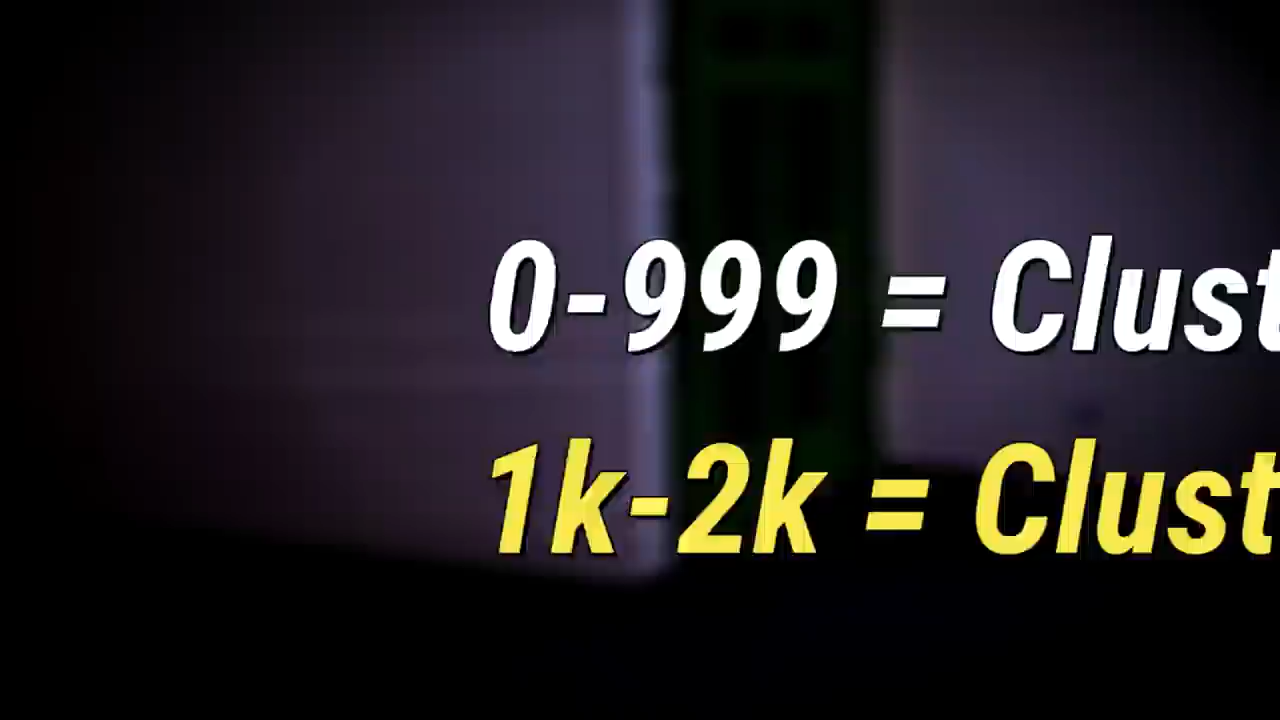 0-999 = Clust
1k-2k = Clust